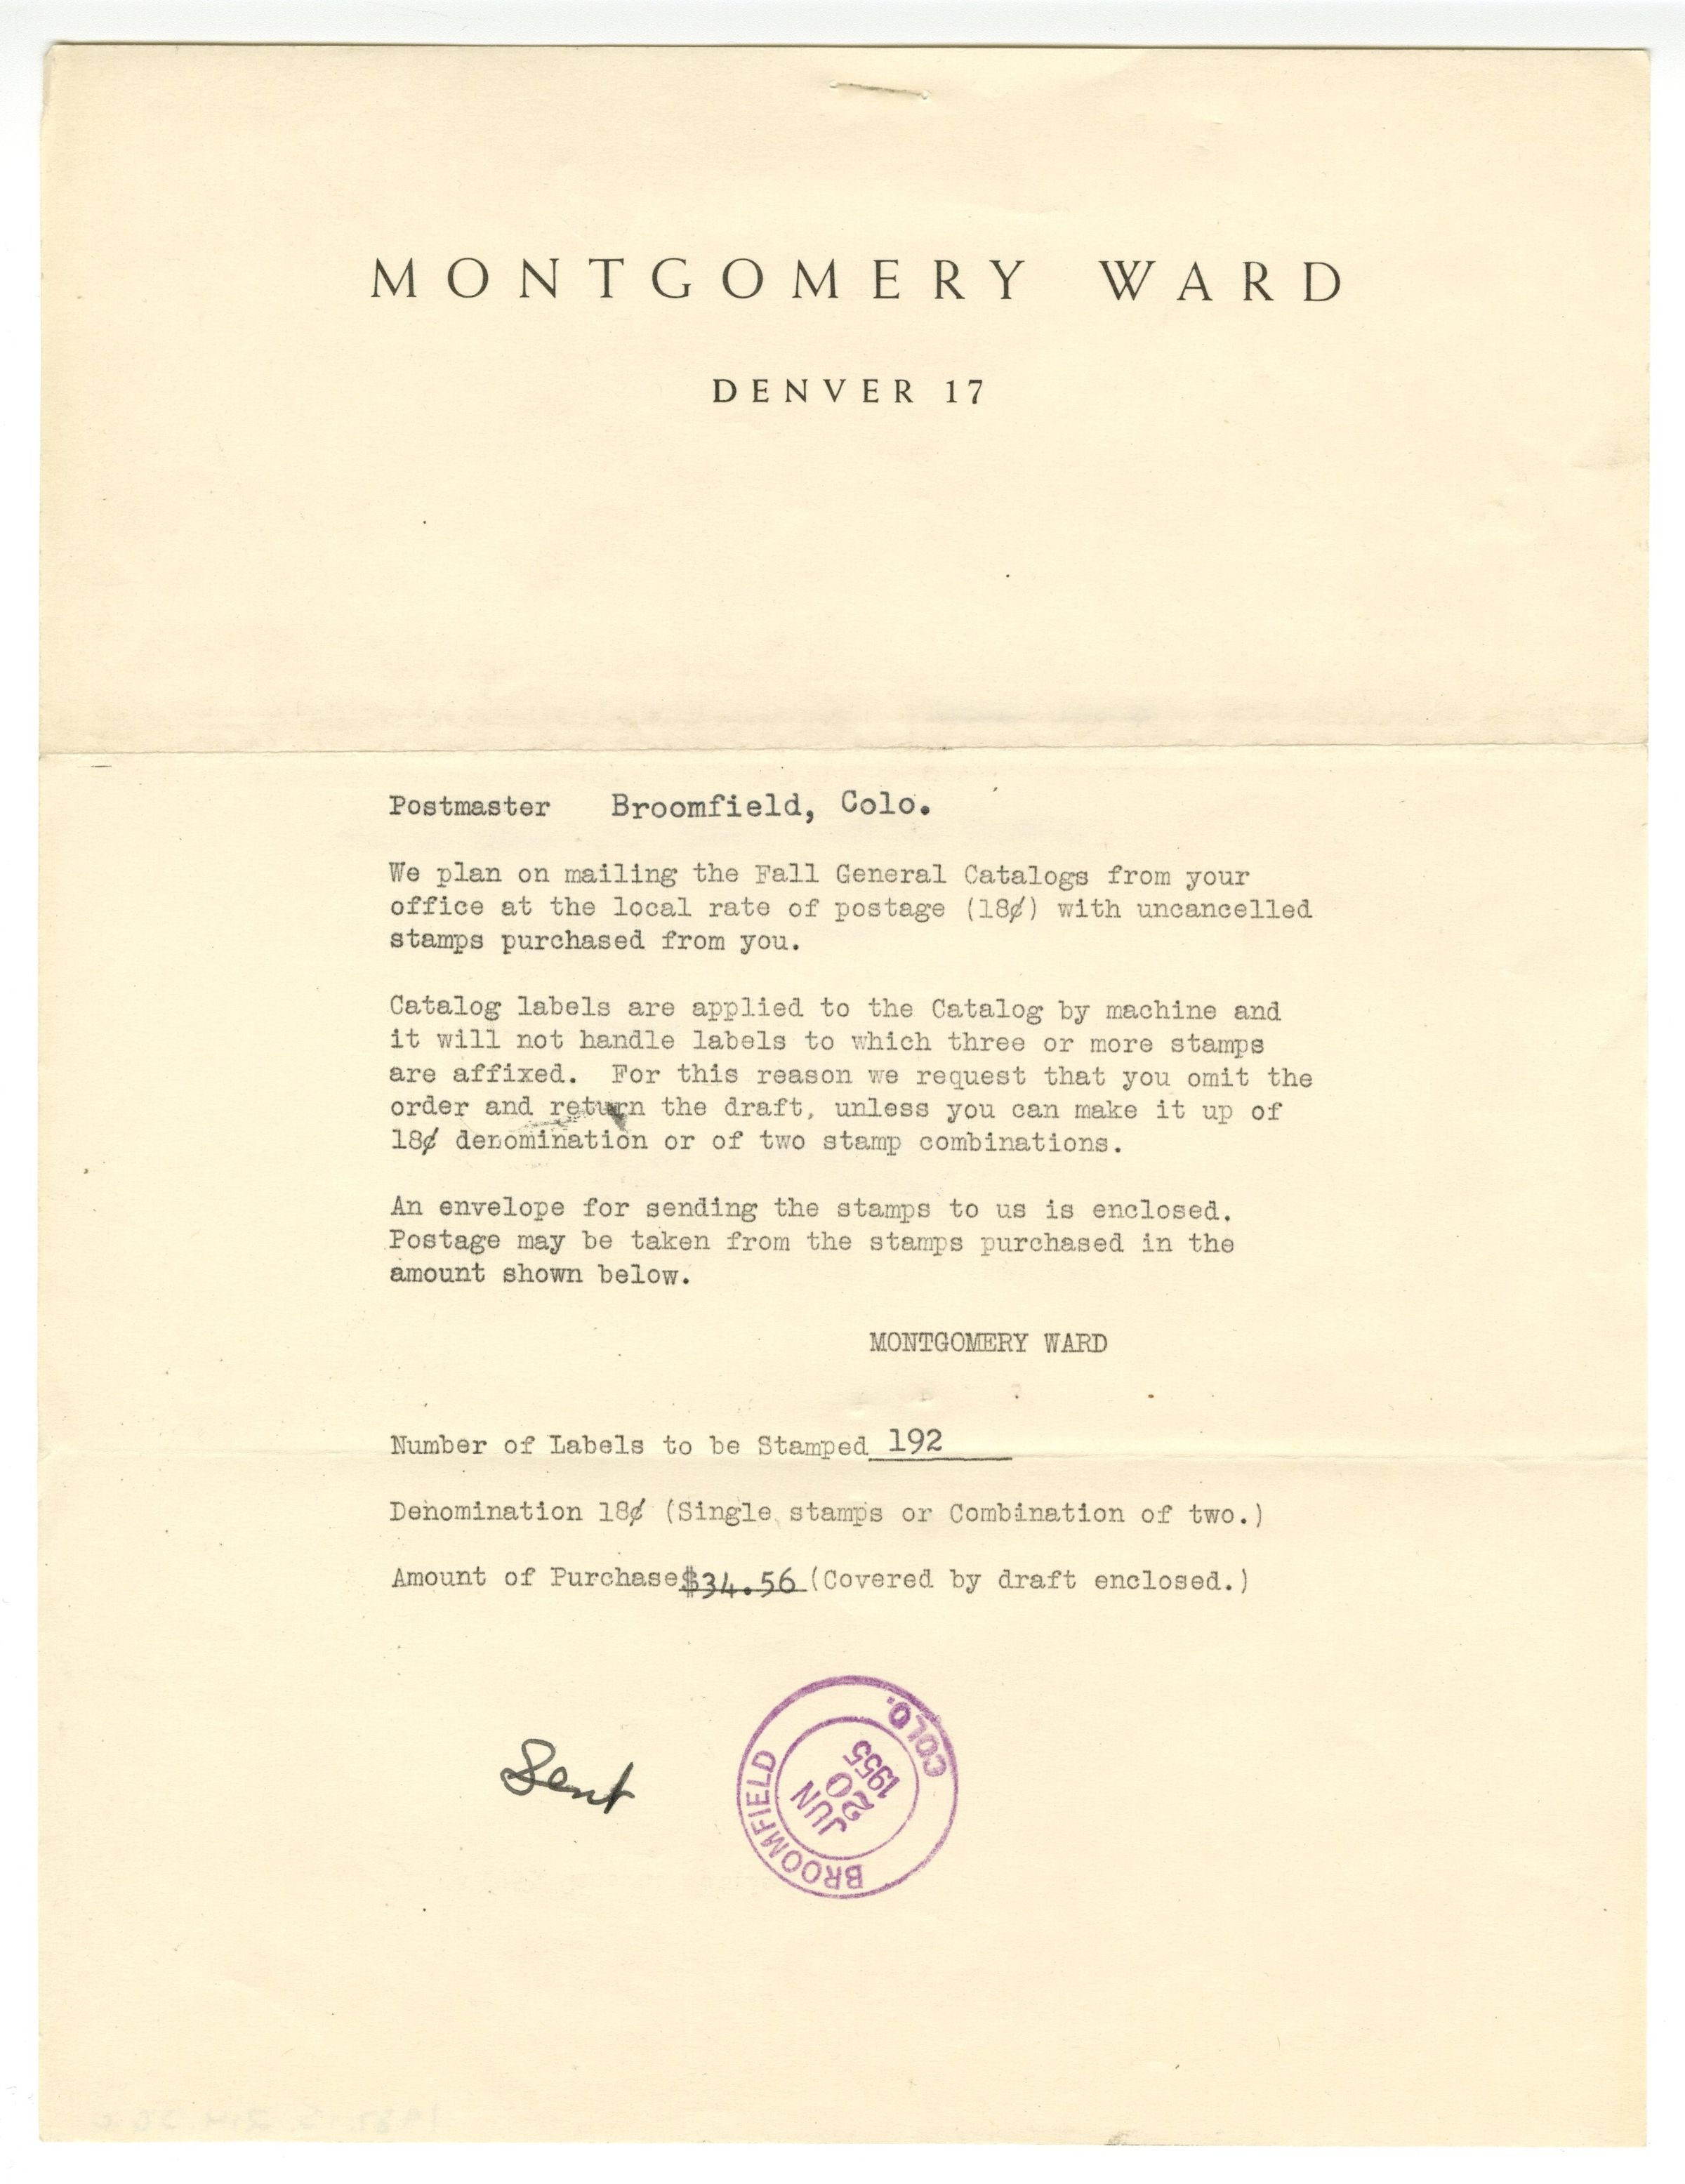 MONTGOMERY WARD
DENVER 17
Postmaster Broomfield, Colo.
We plan on mailing the Fall General Catalogs from your
office at the local rate of postage (18¢) with uncancelled
stamps purchased from you.
Catalog labels are applied to the Catalog by machine and
it will not handle labels to which three or more stamps
are affixed. For this reason we request that you omit the
order and return the draft, unless you can make it up of
18¢ denomination or of two stamp combinations.
An envelope for sending the stamps to us is enclosed.
Postage may be taken from the stamps purchased in the
amount shown below.
MONTGOMERY WARD
Number of Labels to be Stamped 192
Denomination 18¢ (Single stamps or Combination of two.)
Amount of Purchase $34.56 (Covered by draft enclosed.)
Sent
BROOMFIELD COLO.
JUN
20
1955